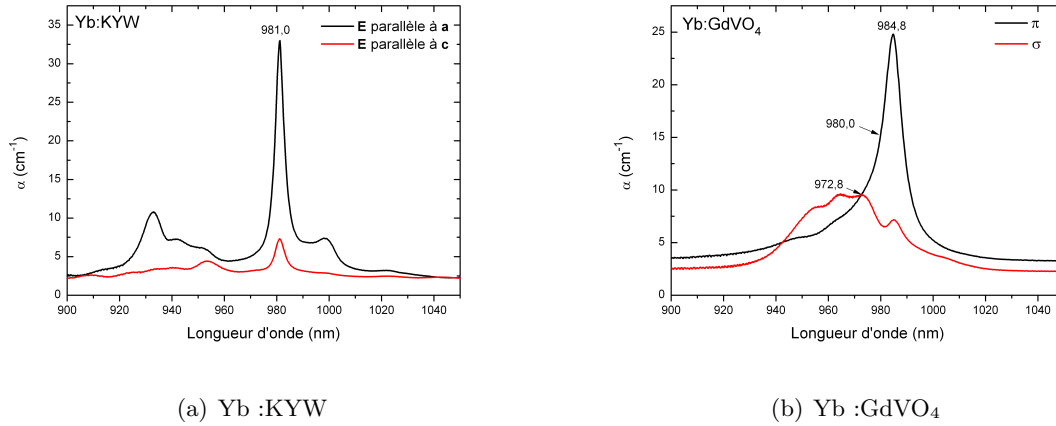 Yb:KYW
981,0
E parallèle à a
E parallèle à c
35
30
25
20
15
10
5
0
α (cm⁻¹)
900 920 940 960 980 1000 1020 1040
Longueur d'onde (nm)
(a) Yb :KYW
Yb:GdVO₄
984,8
π
σ
980,0
972,8
25
20
15
10
5
0
α (cm⁻¹)
900 920 940 960 980 1000 1020 1040
Longueur d'onde (nm)
(b) Yb :GdVO₄